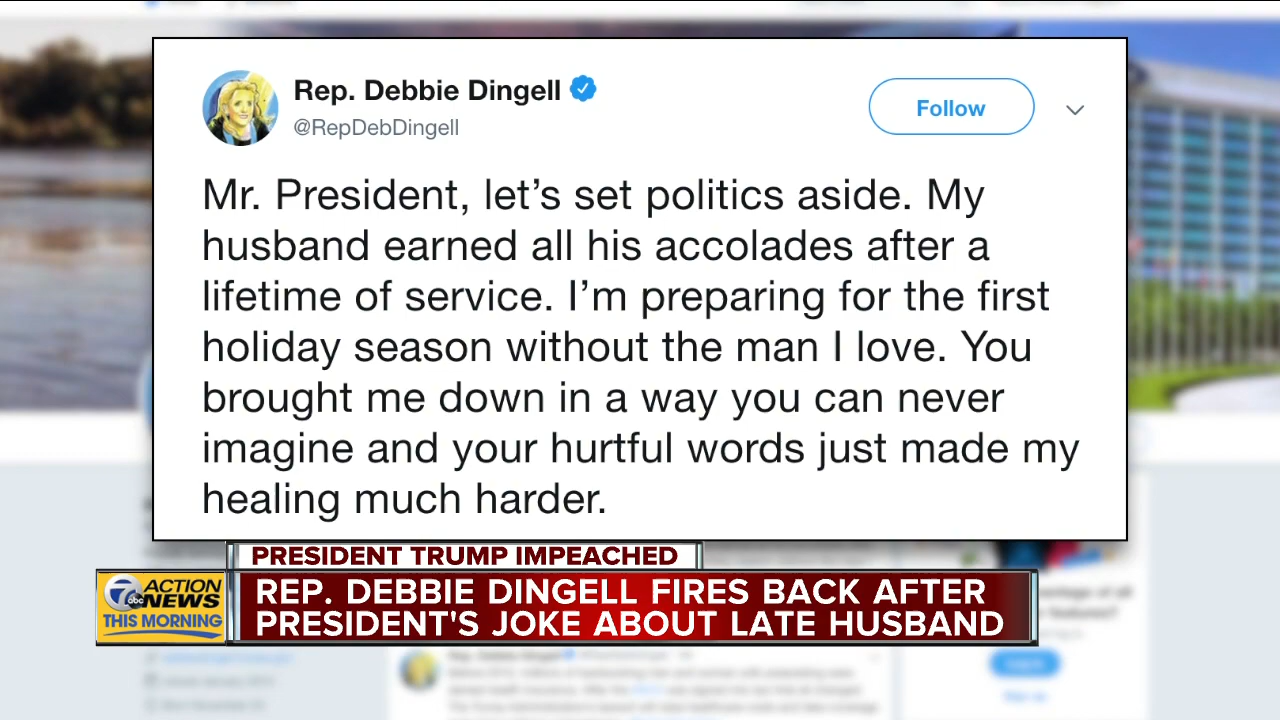 Rep. Debbie Dingell
@RepDebDingell
Follow
Mr. President, let’s set politics aside. My
husband earned all his accolades after a
lifetime of service. I’m preparing for the first
holiday season without the man I love. You
brought me down in a way you can never
imagine and your hurtful words just made my
healing much harder.
PRESIDENT TRUMP IMPEACHED
7 abc ACTION
NEWS
THIS MORNING
REP. DEBBIE DINGELL FIRES BACK AFTER
PRESIDENT'S JOKE ABOUT LATE HUSBAND